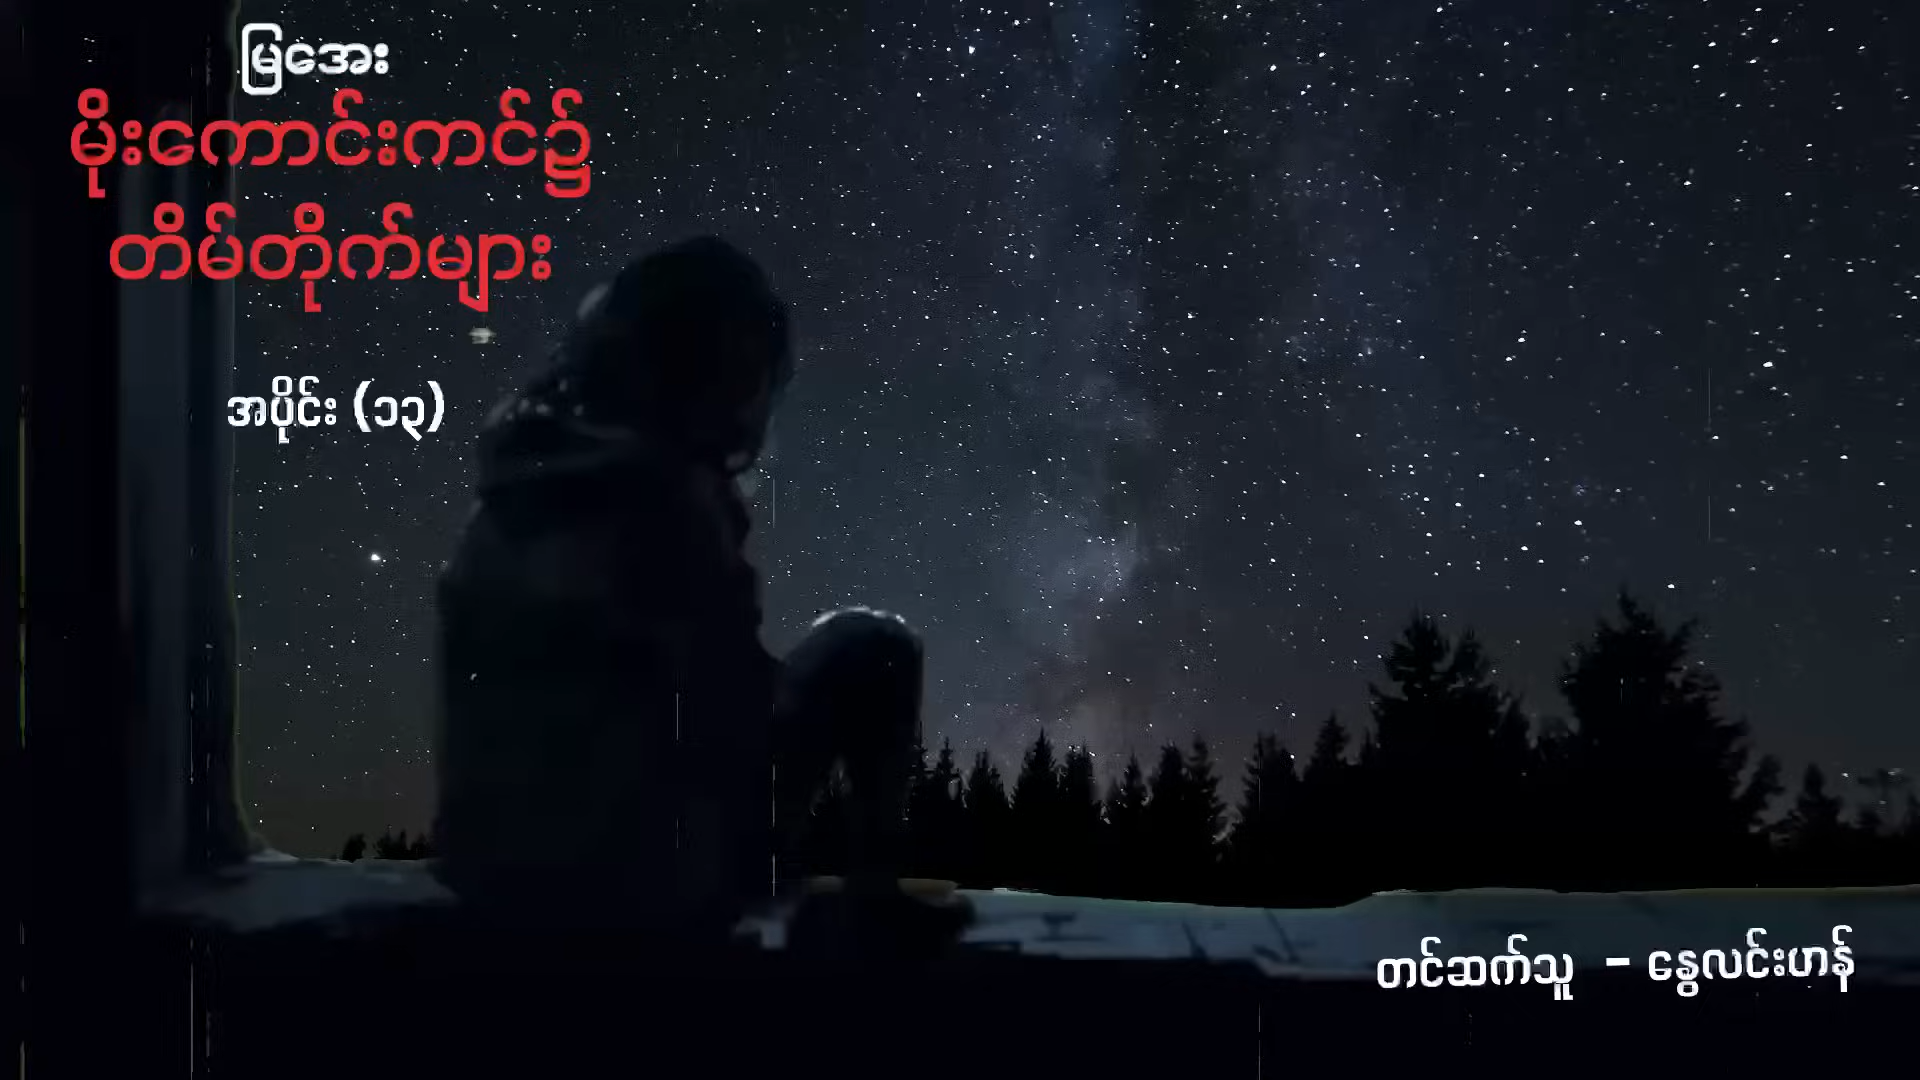 မြအေး
မိုးကောင်းကင်၌
တိမ်တိုက်များ
အပိုင်း (၁၃)
တင်ဆက်သူ - နွေလင်းဟန်